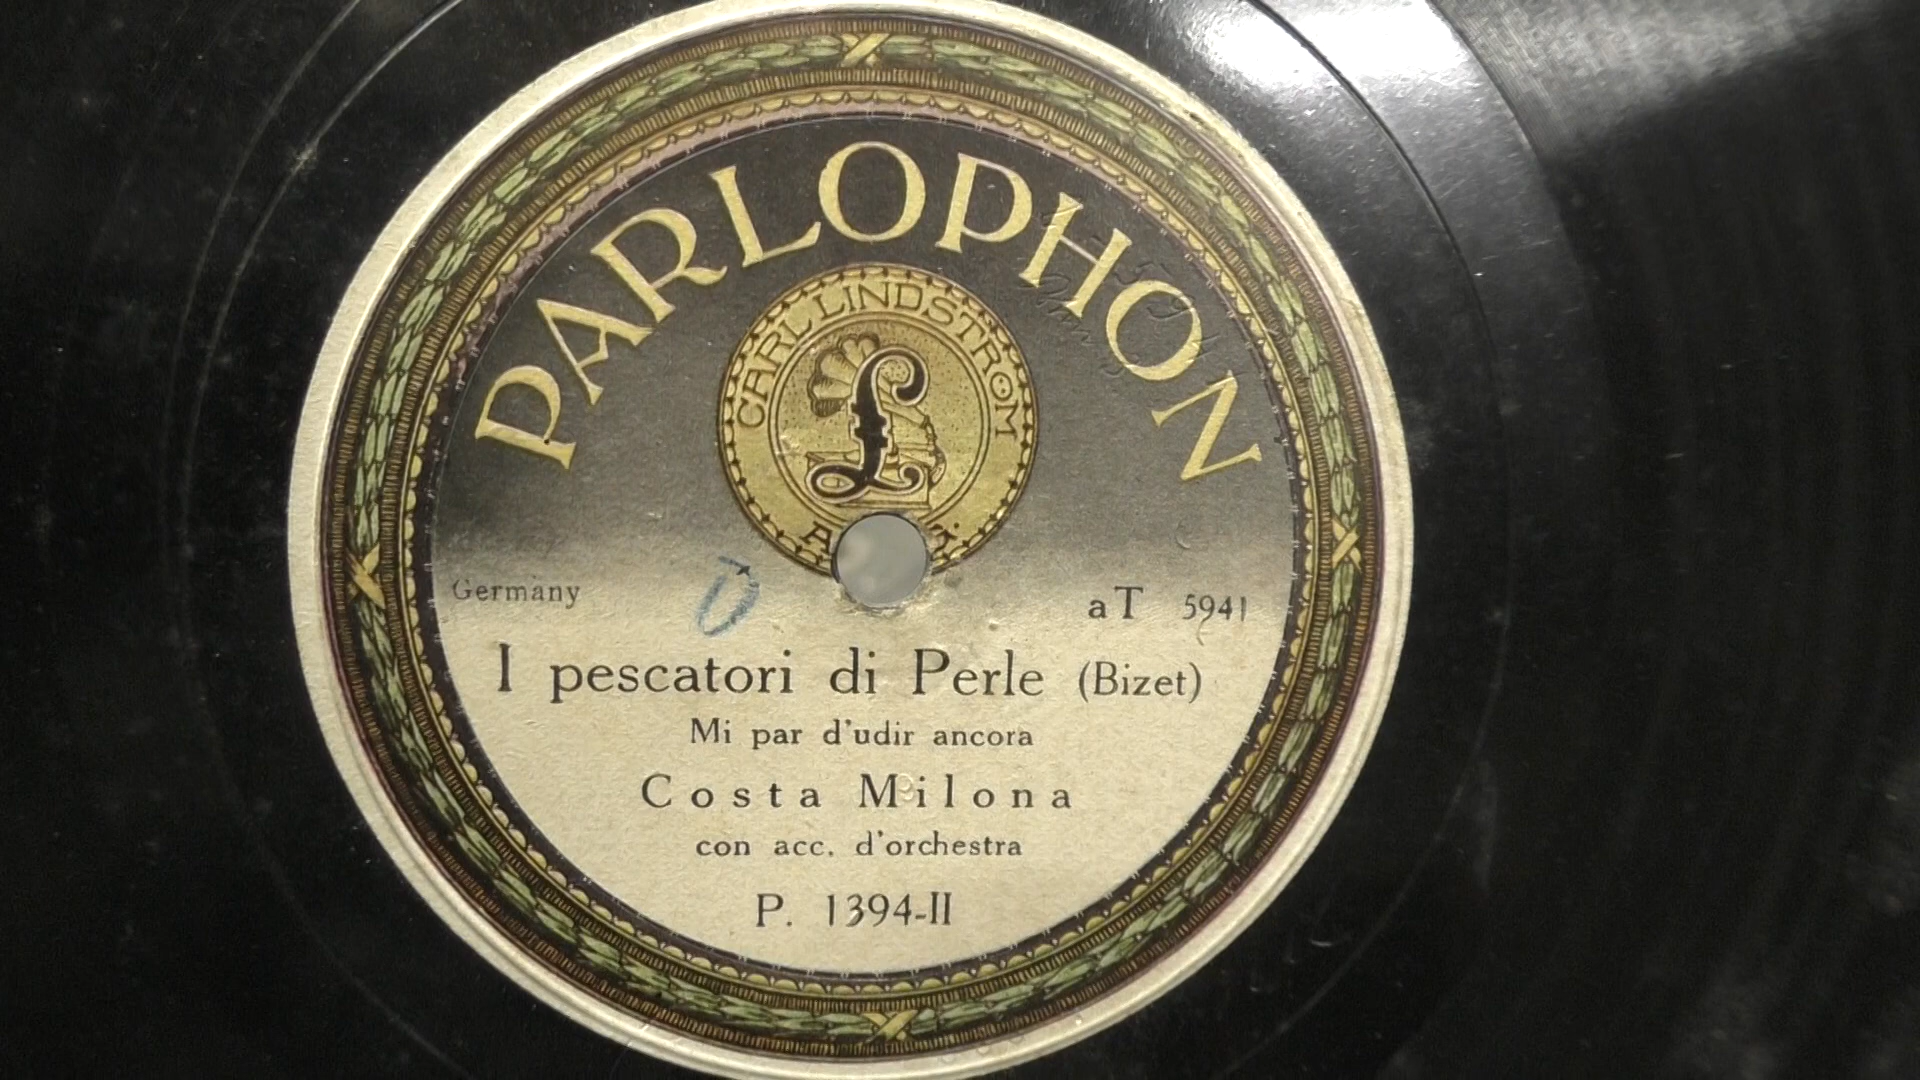 PARLOPHON
CARL LINDSTRÖM
Germany
aT 5941
I pescatori di Perle (Bizet)
Mi par d'udir ancora
Costa Milona
con acc. d'orchestra
P. 1394-II